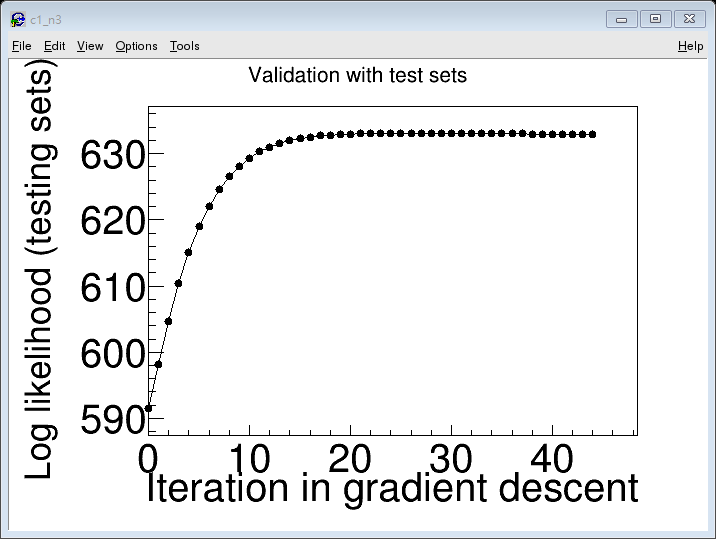 c1_n3
File Edit View Options Tools Help
Validation with test sets
Log likelihood (testing sets)
630
620
610
600
590
0 10 20 30 40
Iteration in gradient descent